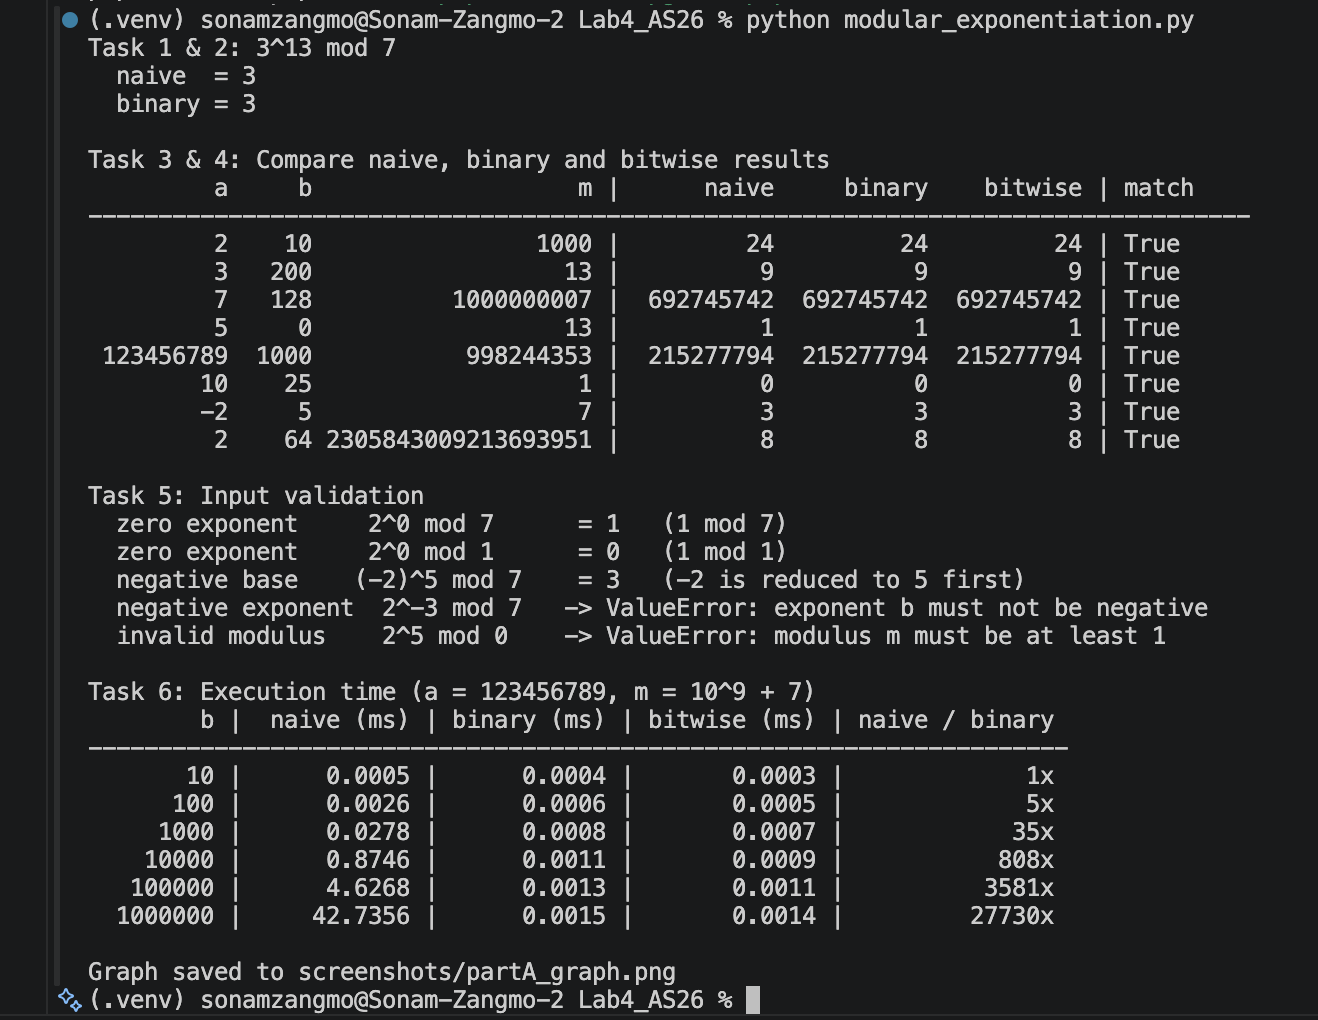 (.venv) sonamzangmo@Sonam-Zangmo-2 Lab4_AS26 % python modular_exponentiation.py
Task 1 & 2: 3^13 mod 7
  naive  = 3
  binary = 3
Task 3 & 4: Compare naive, binary and bitwise results
         a     b                   m |      naive     binary    bitwise | match
-----------------------------------------------------------------------------------
         2    10                1000 |         24         24         24 | True
         3   200                  13 |          9          9          9 | True
         7   128          1000000007 |  692745742  692745742  692745742 | True
         5     0                  13 |          1          1          1 | True
 123456789  1000           998244353 |  215277794  215277794  215277794 | True
        10    25                   1 |          0          0          0 | True
        -2     5                   7 |          3          3          3 | True
         2    64 2305843009213693951 |          8          8          8 | True
Task 5: Input validation
  zero exponent     2^0 mod 7      = 1   (1 mod 7)
  zero exponent     2^0 mod 1      = 0   (1 mod 1)
  negative base    (-2)^5 mod 7    = 3   (-2 is reduced to 5 first)
  negative exponent  2^-3 mod 7   -> ValueError: exponent b must not be negative
  invalid modulus    2^5 mod 0    -> ValueError: modulus m must be at least 1
Task 6: Execution time (a = 123456789, m = 10^9 + 7)
        b |  naive (ms) | binary (ms) | bitwise (ms) | naive / binary
----------------------------------------------------------------------
       10 |      0.0005 |      0.0004 |       0.0003 |             1x
      100 |      0.0026 |      0.0006 |       0.0005 |             5x
     1000 |      0.0278 |      0.0008 |       0.0007 |            35x
    10000 |      0.8746 |      0.0011 |       0.0009 |           808x
   100000 |      4.6268 |      0.0013 |       0.0011 |          3581x
  1000000 |     42.7356 |      0.0015 |       0.0014 |         27730x
Graph saved to screenshots/partA_graph.png
(.venv) sonamzangmo@Sonam-Zangmo-2 Lab4_AS26 %